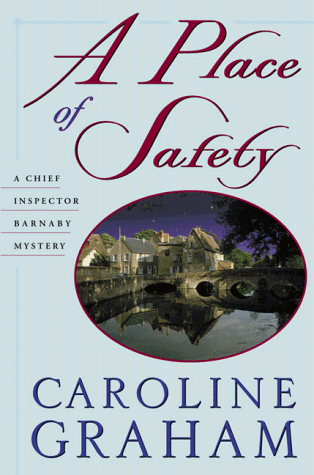 A Place
of
Safety
A CHIEF
INSPECTOR
BARNABY
MYSTERY
CAROLINE
GRAHAM